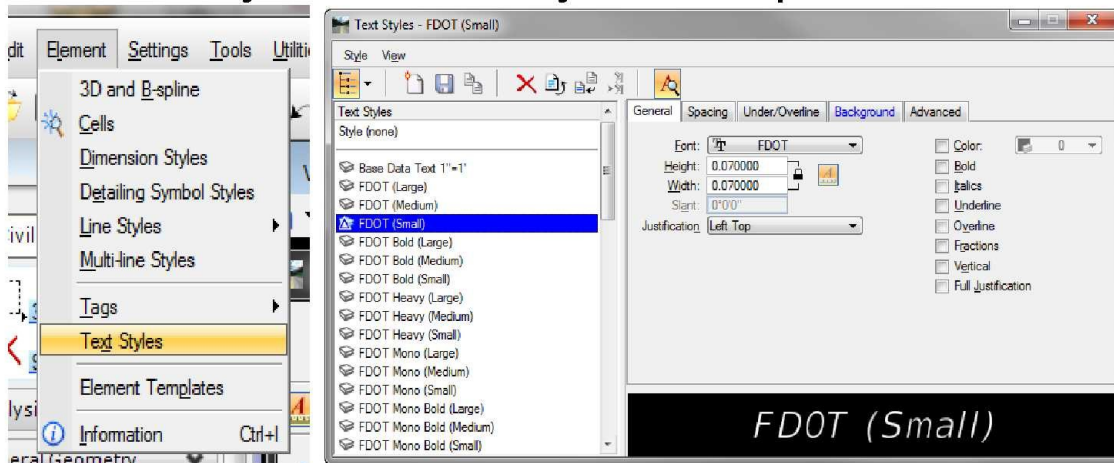 dit Element Settings Tools Utiliti
3D and B-spline
Cells
Dimension Styles
Detailing Symbol Styles
ivil
Line Styles
Multi-line Styles
Tags
Text Styles
Element Templates
lysi
Information Ctrl+I
eral Geometry
Text Styles - FDOT (Small)
Style View
Text Styles
Style (none)
Base Data Text 1"=1'
FDOT (Large)
FDOT (Medium)
FDOT (Small)
FDOT Bold (Large)
FDOT Bold (Medium)
FDOT Bold (Small)
FDOT Heavy (Large)
FDOT Heavy (Medium)
FDOT Heavy (Small)
FDOT Mono (Large)
FDOT Mono (Medium)
FDOT Mono (Small)
FDOT Mono Bold (Large)
FDOT Mono Bold (Medium)
FDOT Mono Bold (Small)
General Spacing Under/Overline Background Advanced
Font: FDOT
Height: 0.070000
Width: 0.070000
Slant: 0°0'0"
Justification Left Top
Color: 0
Bold
Italics
Underline
Overline
Fractions
Vertical
Full Justification
FDOT (Small)